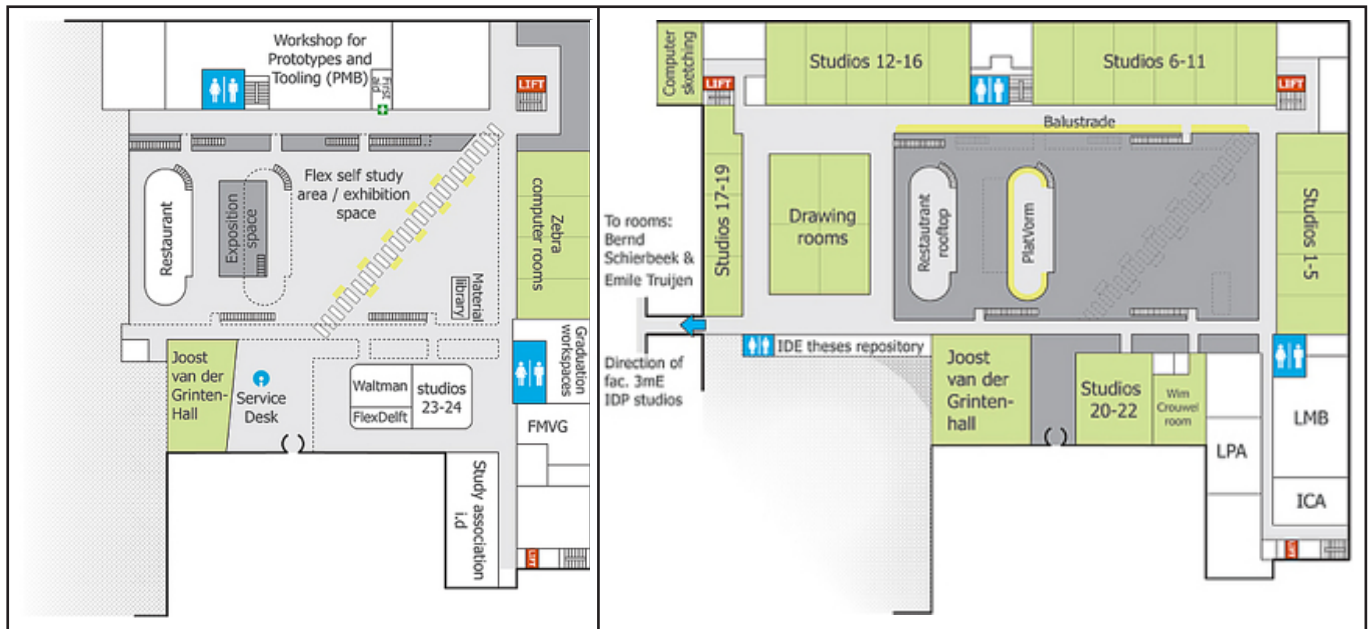 Workshop for
Prototypes and
Tooling (PMB)
First
aid
LIFT
Flex self study
area / exhibition
space
Restaurant
Exposition
space
Zebra
computer rooms
Material
library
Graduation
workspaces
Joost
van der
Grinten-
Hall
Service
Desk
Waltman
FlexDelft
studios
23-24
FMVG
Study association
i.d
LIFT
Computer
sketching
Studios 12-16
Studios 6-11
LIFT
LIFT
Balustrade
Studios 17-19
Drawing
rooms
Restautrant
rooftop
PlatVorm
Studios 1-5
To rooms:
Bernd
Schierbeek &
Emile Truijen
IDE theses repository
Direction of
fac. 3mE
IDP studios
Joost
van der
Grinten-
hall
Studios
20-22
Wim
Crouwel
room
LPA
LMB
ICA
LIFT